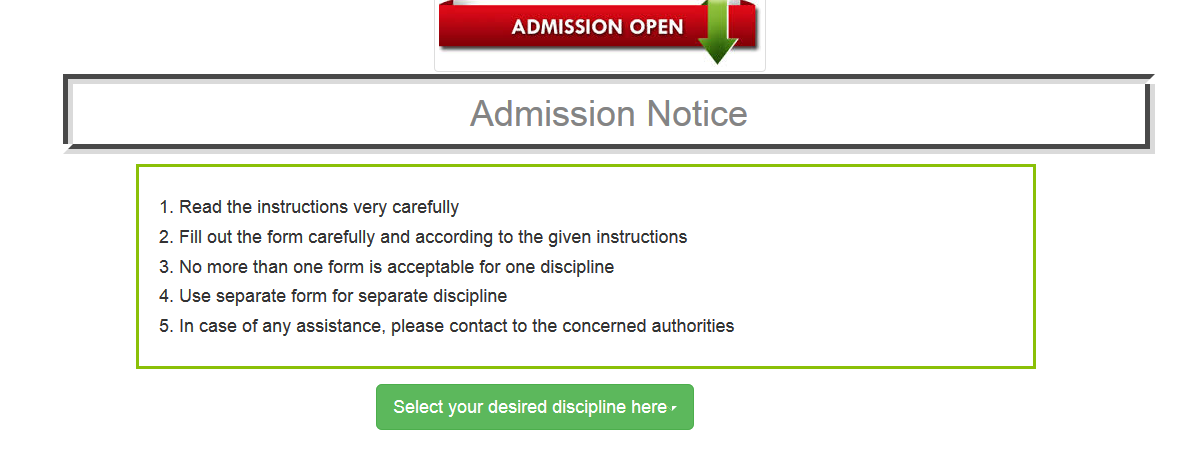 ADMISSION OPEN
Admission Notice
1. Read the instructions very carefully
2. Fill out the form carefully and according to the given instructions
3. No more than one form is acceptable for one discipline
4. Use separate form for separate discipline
5. In case of any assistance, please contact to the concerned authorities
Select your desired discipline here